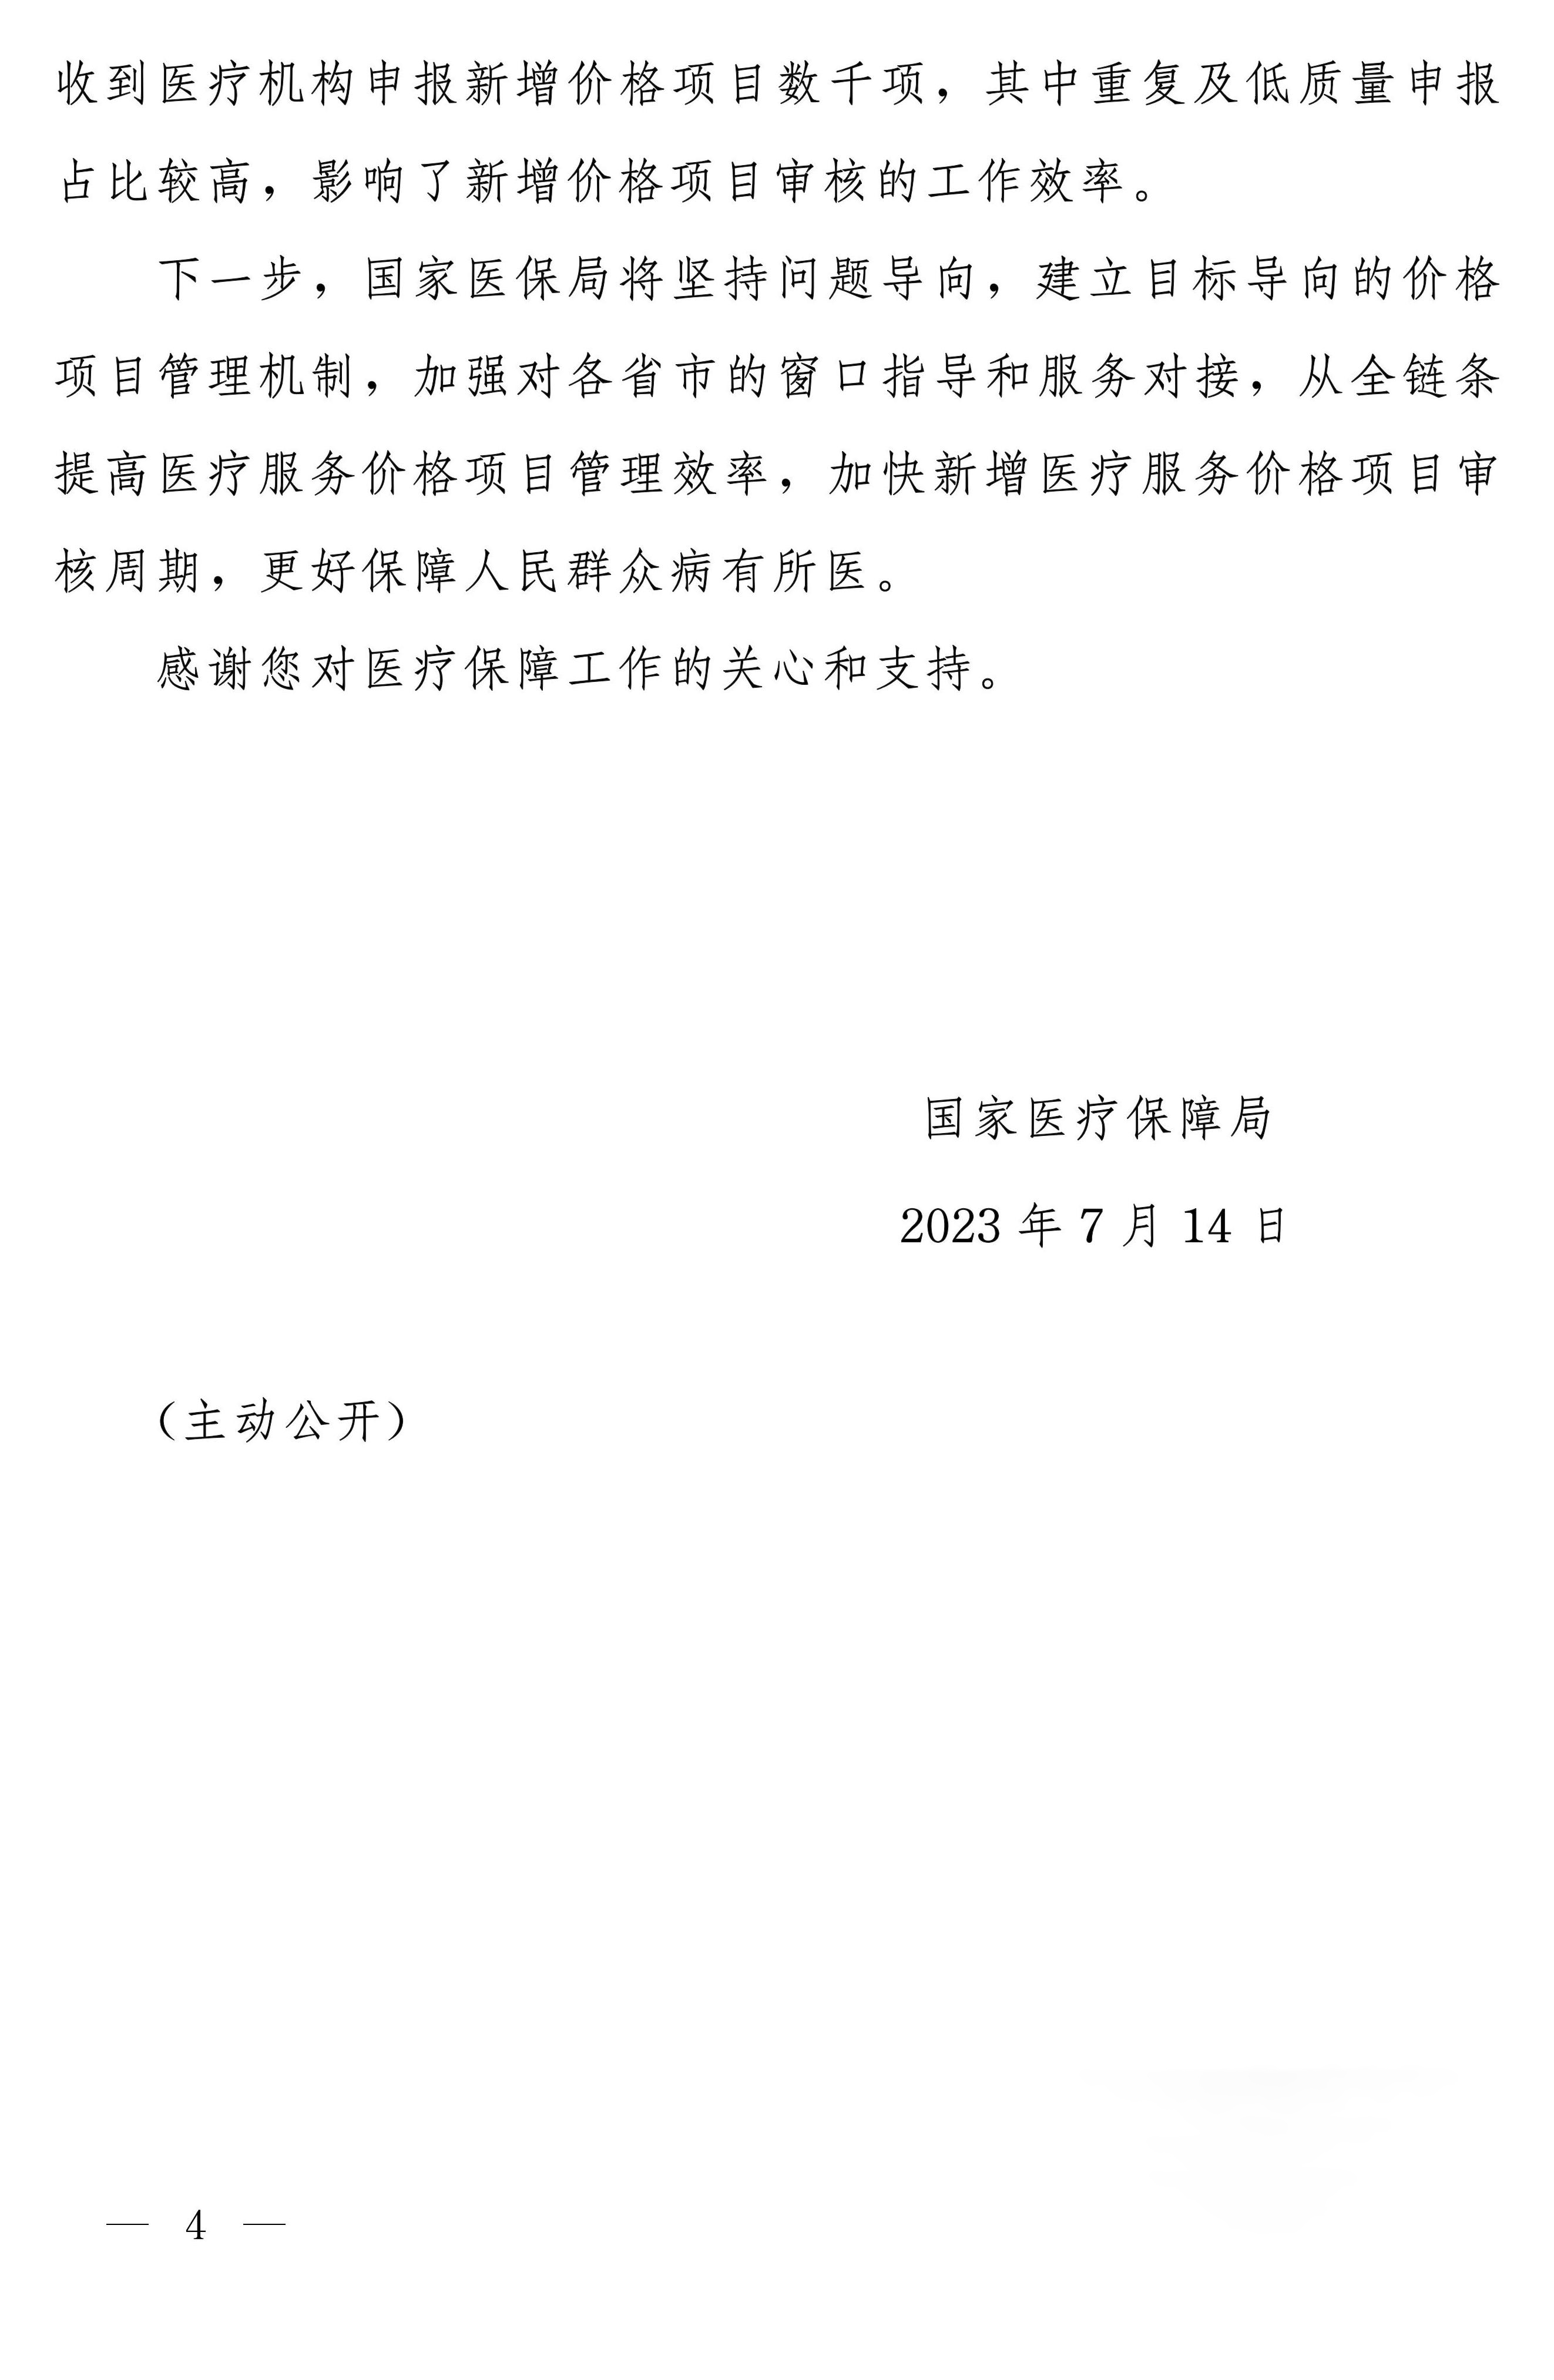 收到医疗机构申报新增价格项目数千项，其中重复及低质量申报
占比较高，影响了新增价格项目审核的工作效率。
下一步，国家医保局将坚持问题导向，建立目标导向的价格
项目管理机制，加强对各省市的窗口指导和服务对接，从全链条
提高医疗服务价格项目管理效率，加快新增医疗服务价格项目审
核周期，更好保障人民群众病有所医。
感谢您对医疗保障工作的关心和支持。
国家医疗保障局
2023 年 7 月 14 日
（主动公开）
— 4 —